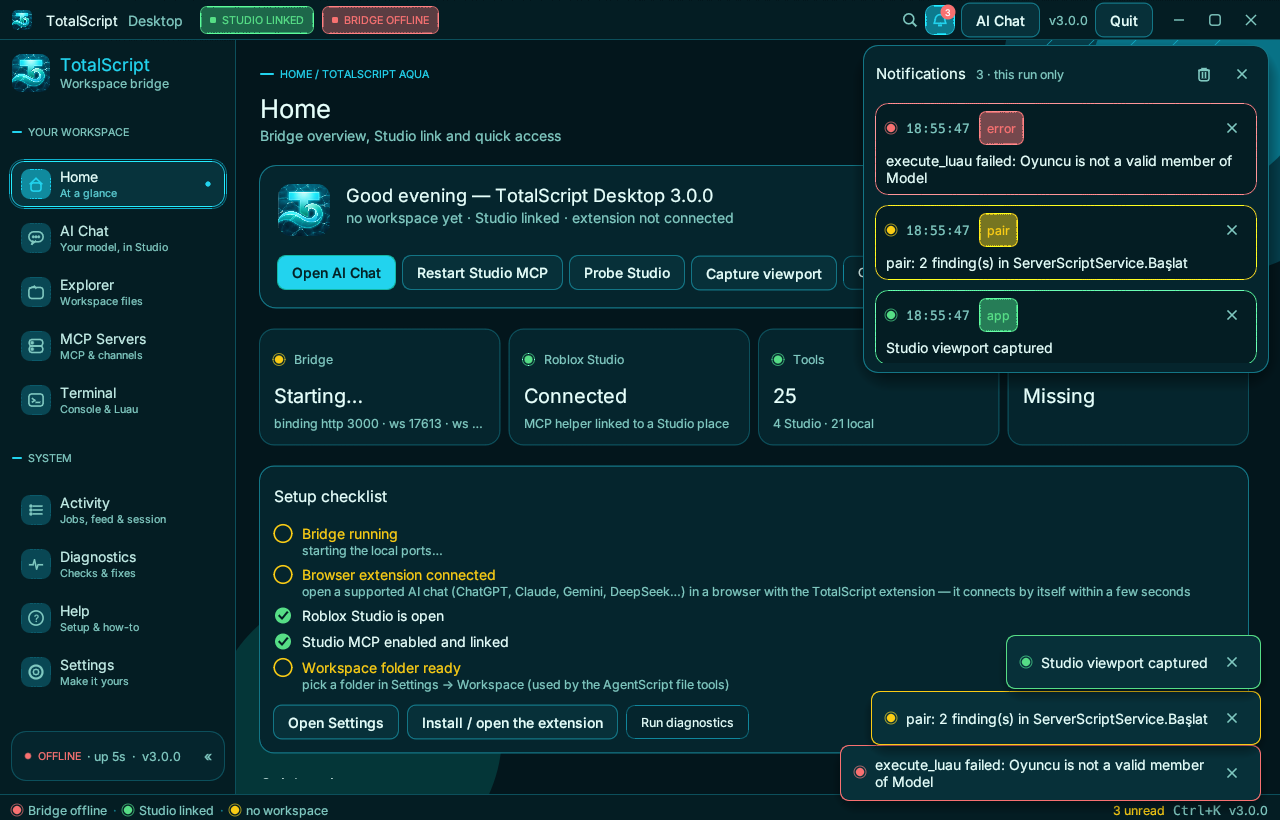 TotalScript Desktop
STUDIO LINKED
BRIDGE OFFLINE
3
AI Chat
v3.0.0
Quit
TotalScript
Workspace bridge
YOUR WORKSPACE
Home
At a glance
AI Chat
Your model, in Studio
Explorer
Workspace files
MCP Servers
MCP & channels
Terminal
Console & Luau
SYSTEM
Activity
Jobs, feed & session
Diagnostics
Checks & fixes
Help
Setup & how-to
Settings
Make it yours
OFFLINE · up 5s · v3.0.0 «
HOME / TOTALSCRIPT AQUA
Home
Bridge overview, Studio link and quick access
Good evening — TotalScript Desktop 3.0.0
no workspace yet · Studio linked · extension not connected
Open AI Chat
Restart Studio MCP
Probe Studio
Capture viewport
Bridge
Starting...
binding http 3000 · ws 17613 · ws ...
Roblox Studio
Connected
MCP helper linked to a Studio place
Tools
25
4 Studio · 21 local
Missing
Setup checklist
Bridge running
starting the local ports...
Browser extension connected
open a supported AI chat (ChatGPT, Claude, Gemini, DeepSeek...) in a browser with the TotalScript extension — it connects by itself within a few seconds
Roblox Studio is open
Studio MCP enabled and linked
Workspace folder ready
pick a folder in Settings → Workspace (used by the AgentScript file tools)
Open Settings
Install / open the extension
Run diagnostics
Notifications 3 · this run only
18:55:47 error
execute_luau failed: Oyuncu is not a valid member of
Model
18:55:47 pair
pair: 2 finding(s) in ServerScriptService.Başlat
18:55:47 app
Studio viewport captured
Studio viewport captured
pair: 2 finding(s) in ServerScriptService.Başlat
execute_luau failed: Oyuncu is not a valid member
of Model
Bridge offline · Studio linked · no workspace
3 unread Ctrl+K v3.0.0